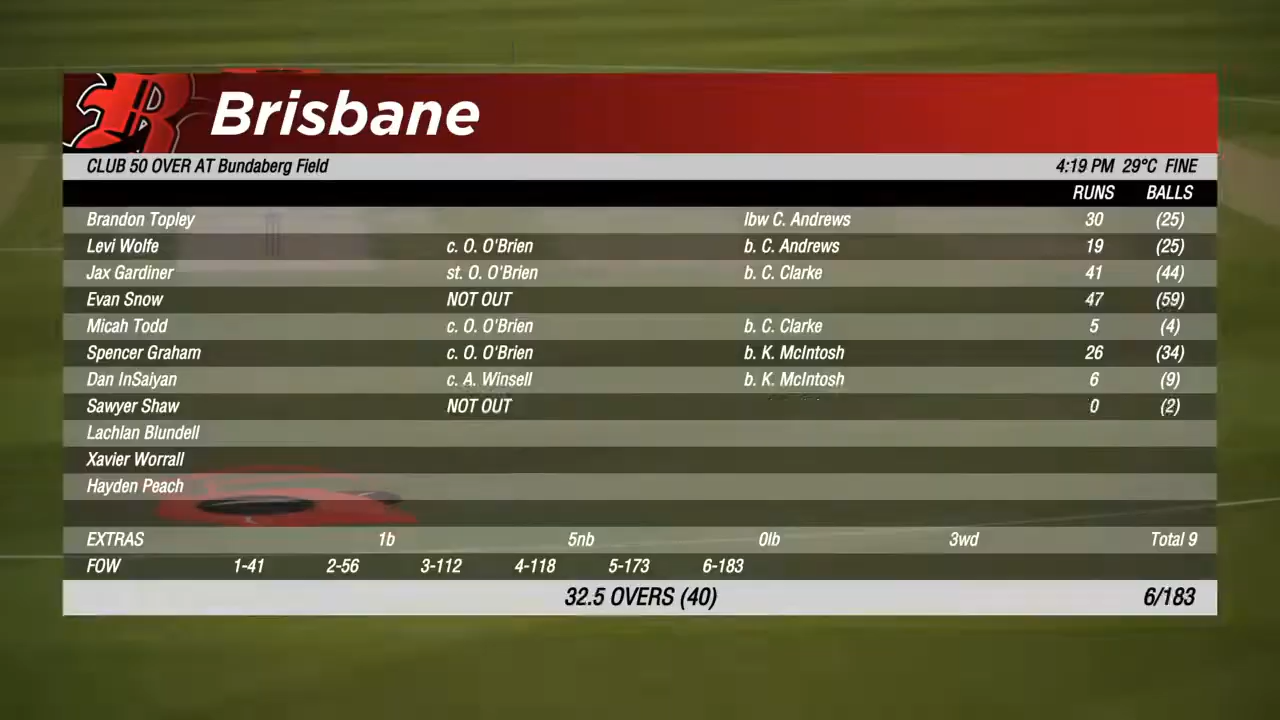 Brisbane
CLUB 50 OVER AT Bundaberg Field 4:19 PM 29°C FINE
RUNS BALLS
Brandon Topley lbw C. Andrews 30 (25)
Levi Wolfe c. O. O'Brien b. C. Andrews 19 (25)
Jax Gardiner st. O. O'Brien b. C. Clarke 41 (44)
Evan Snow NOT OUT 47 (59)
Micah Todd c. O. O'Brien b. C. Clarke 5 (4)
Spencer Graham c. O. O'Brien b. K. McIntosh 26 (34)
Dan InSaiyan c. A. Winsell b. K. McIntosh 6 (9)
Sawyer Shaw NOT OUT 0 (2)
Lachlan Blundell
Xavier Worrall
Hayden Peach
EXTRAS 1b 5nb 0lb 3wd Total 9
FOW 1-41 2-56 3-112 4-118 5-173 6-183
32.5 OVERS (40) 6/183